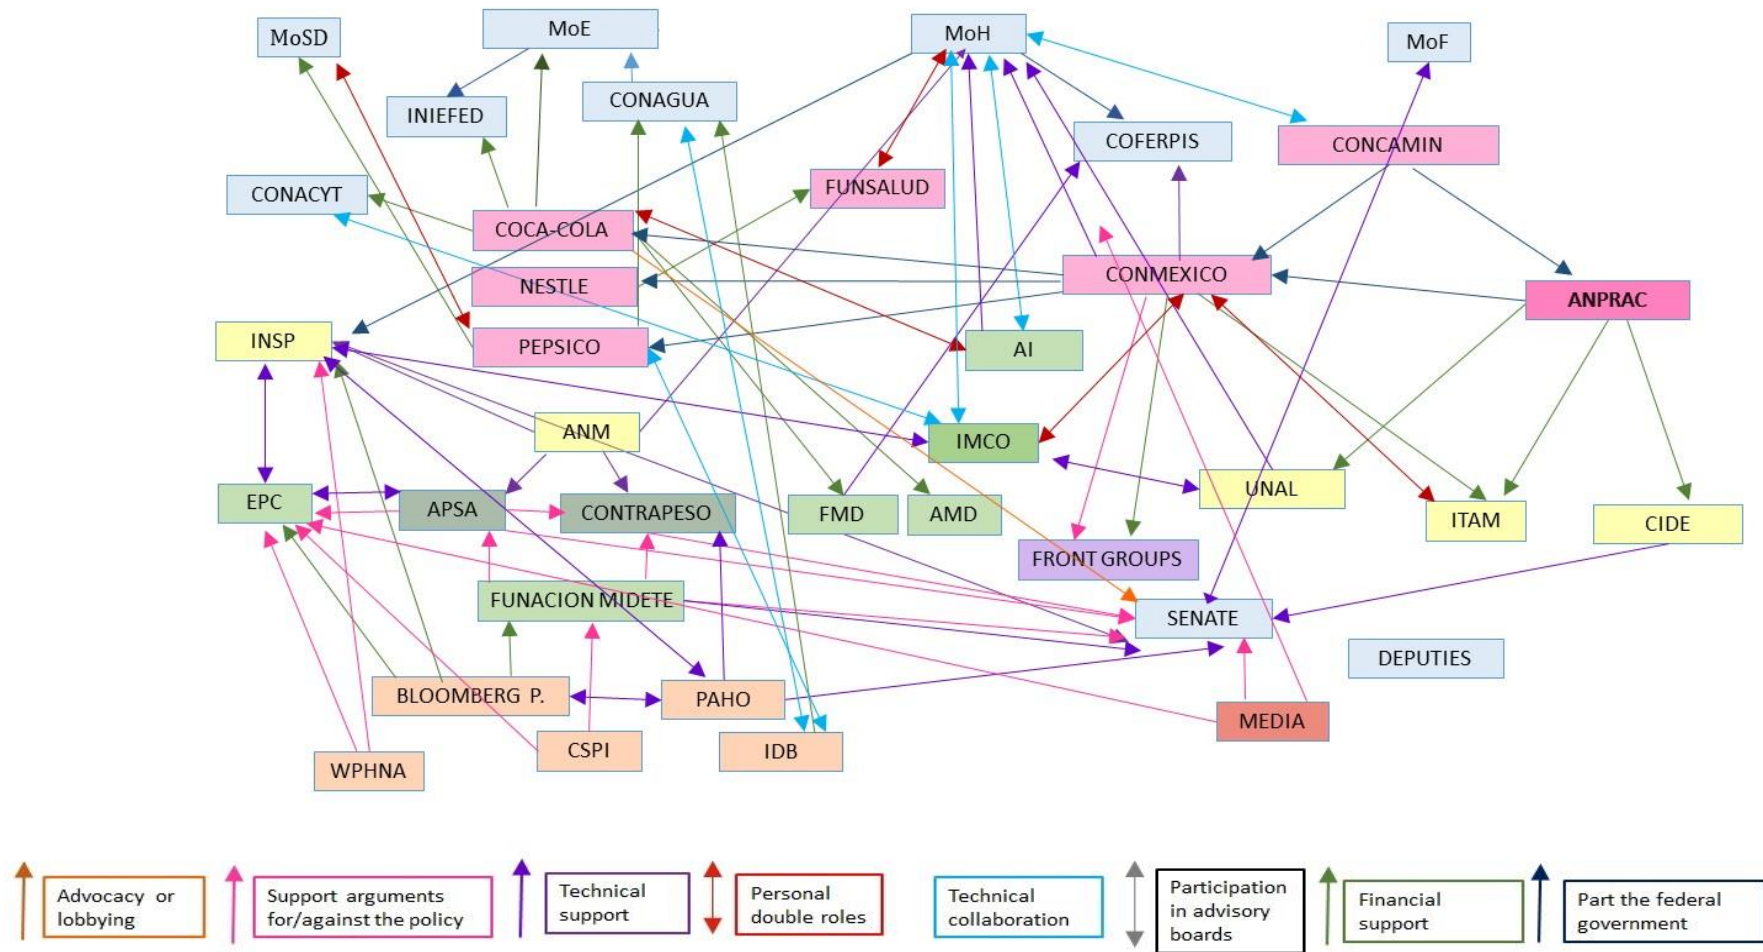 MoSD
MoE
MoH
MoF
INIEFED
CONAGUA
COFERPIS
CONCAMIN
CONACYT
FUNSALUD
COCA-COLA
NESTLE
CONMEXICO
ANPRAC
INSP
PEPSICO
AI
ANM
IMCO
EPC
APSA
CONTRAPESO
FMD
AMD
UNAL
ITAM
CIDE
FRONT GROUPS
FUNACION MIDETE
SENATE
DEPUTIES
BLOOMBERG P.
PAHO
MEDIA
WPHNA
CSPI
IDB
Advocacy or
lobbying
Support arguments
for/against the policy
Technical
support
Personal
double roles
Technical
collaboration
Participation
in advisory
boards
Financial
support
Part the federal
government